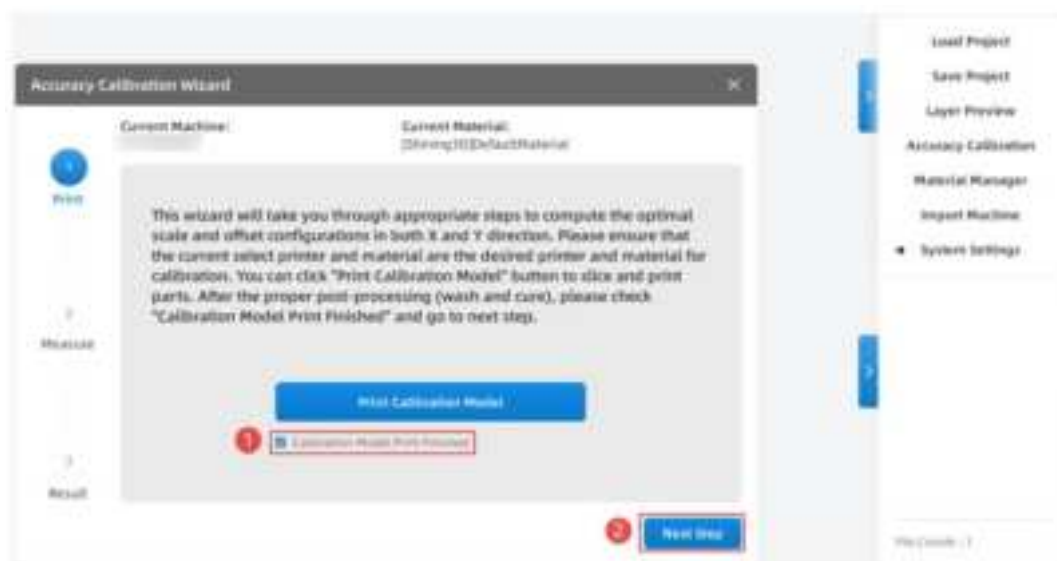 Accuracy Calibration Wizard
×
Current Machine:
Current Material:
[Shining3D]DefaultMaterial
1
Print
This wizard will take you through appropriate steps to compute the optimal
scale and offset configurations in both X and Y direction. Please ensure that
the current select printer and material are the desired printer and material for
calibration. You can click "Print Calibration Model" button to slice and print
parts. After the proper post-processing (wash and cure), please check
"Calibration Model Print Finished" and go to next step.
Measure
Print Calibration Model
1
Calibration Model Print Finished
Result
2
Next Step
Load Project
Save Project
Layer Preview
Accuracy Calibration
Material Manager
Import Machine
System Settings